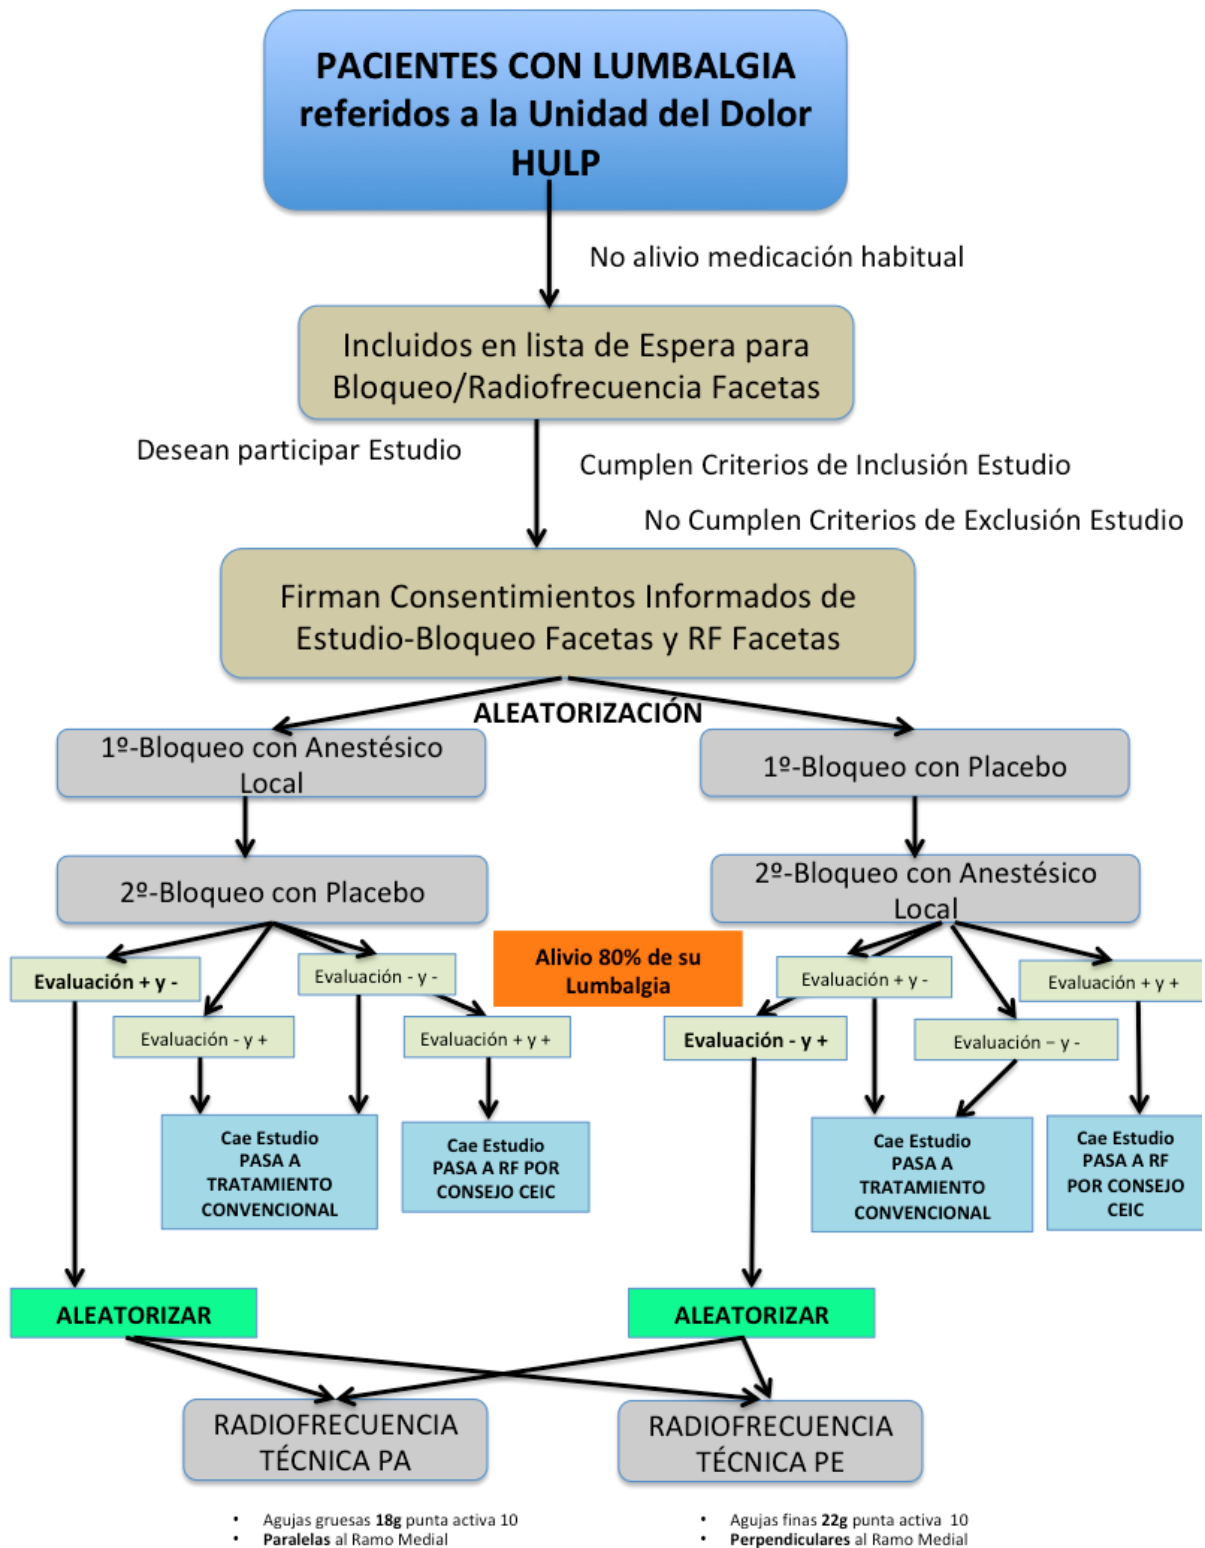 PACIENTES CON LUMBALGIA
referidos a la Unidad del Dolor
HULP
No alivio medicación habitual
Incluidos en lista de Espera para
Bloqueo/Radiofrecuencia Facetas
Desean participar Estudio
Cumplen Criterios de Inclusión Estudio
No Cumplen Criterios de Exclusión Estudio
Firman Consentimientos Informados de
Estudio-Bloqueo Facetas y RF Facetas
ALEATORIZACIÓN
1º-Bloqueo con Anestésico
Local
1º-Bloqueo con Placebo
2º-Bloqueo con Placebo
2º-Bloqueo con Anestésico
Local
Evaluación + y -
Evaluación - y +
Evaluación - y -
Evaluación + y +
Alivio 80% de su
Lumbalgia
Evaluación + y -
Evaluación - y +
Evaluación – y -
Evaluación + y +
Cae Estudio
PASA A
TRATAMIENTO
CONVENCIONAL
Cae Estudio
PASA A RF POR
CONSEJO CEIC
Cae Estudio
PASA A
TRATAMIENTO
CONVENCIONAL
Cae Estudio
PASA A RF
POR CONSEJO
CEIC
ALEATORIZAR
ALEATORIZAR
RADIOFRECUENCIA
TÉCNICA PA
RADIOFRECUENCIA
TÉCNICA PE
• Agujas gruesas 18g punta activa 10
• Paralelas al Ramo Medial
• Agujas finas 22g punta activa 10
• Perpendiculares al Ramo Medial